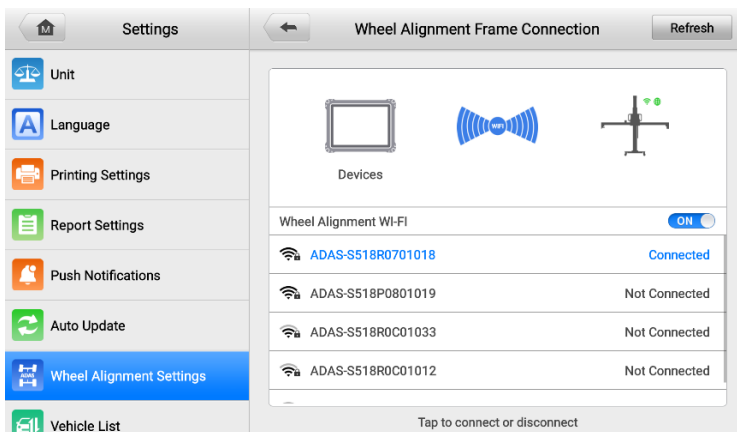 M
Settings
Wheel Alignment Frame Connection
Refresh
Unit
A
Language
Printing Settings
Report Settings
Push Notifications
Auto Update
ADAS
Wheel Alignment Settings
Vehicle List
WIFI
Devices
Wheel Alignment WI-FI
ON
ADAS-S518R0701018
Connected
ADAS-S518P0801019
Not Connected
ADAS-S518R0C01033
Not Connected
ADAS-S518R0C01012
Not Connected
Tap to connect or disconnect